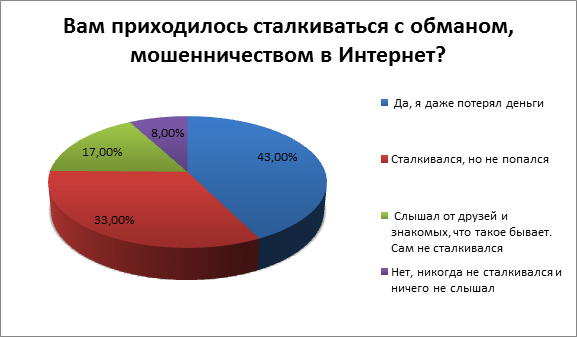 Вам приходилось сталкиваться с обманом,
мошенничеством в Интернет?
Да, я даже потерял деньги
8,00%
17,00%
43,00%
Сталкивался, но не попался
33,00%
Слышал от друзей и
знакомых, что такое бывает.
Сам не сталкивался
Нет, никогда не сталкивался и
ничего не слышал